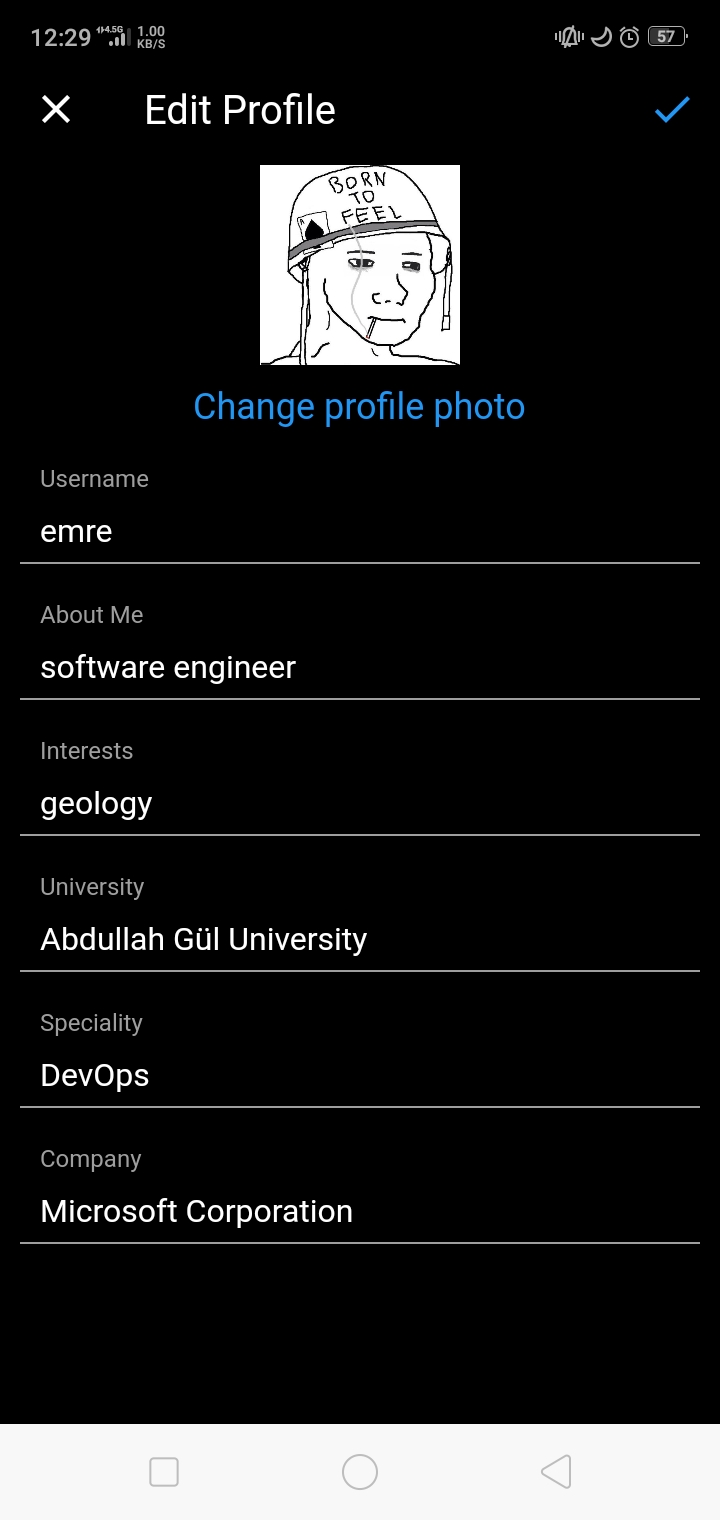 12:29 4.5G 1.00 KB/S 57
Edit Profile
BORN
TO
FEEL
A
Change profile photo
Username
emre
About Me
software engineer
Interests
geology
University
Abdullah Gül University
Speciality
DevOps
Company
Microsoft Corporation